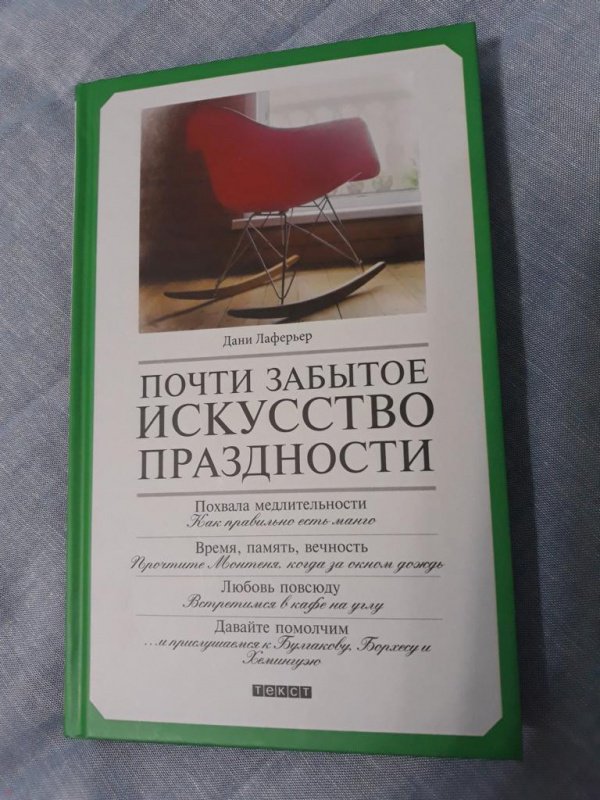 Дани Лаферьер
ПОЧТИ ЗАБЫТОЕ
ИСКУССТВО
ПРАЗДНОСТИ
Похвала медлительности
Как правильно есть манго
Время, память, вечность
Прочтите Монтеня, когда за окном дождь
Любовь повсюду
Встретимся в кафе на углу
Давайте помолчим
...и прислушаемся к Булгакову, Борхесу и
Хемингуэю
текст